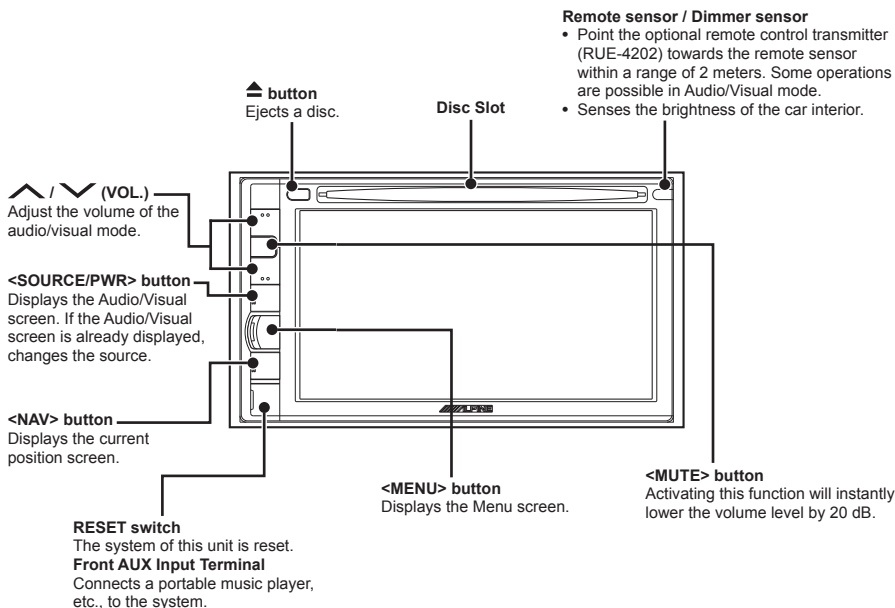 Remote sensor / Dimmer sensor
• Point the optional remote control transmitter
(RUE-4202) towards the remote sensor
within a range of 2 meters. Some operations
are possible in Audio/Visual mode.
• Senses the brightness of the car interior.
⏏ button
Ejects a disc.
Disc Slot
/ (VOL.)
Adjust the volume of the
audio/visual mode.
<SOURCE/PWR> button
Displays the Audio/Visual
screen. If the Audio/Visual
screen is already displayed,
changes the source.
<NAV> button
Displays the current
position screen.
ALPINE
<MENU> button
Displays the Menu screen.
<MUTE> button
Activating this function will instantly
lower the volume level by 20 dB.
RESET switch
The system of this unit is reset.
Front AUX Input Terminal
Connects a portable music player,
etc., to the system.